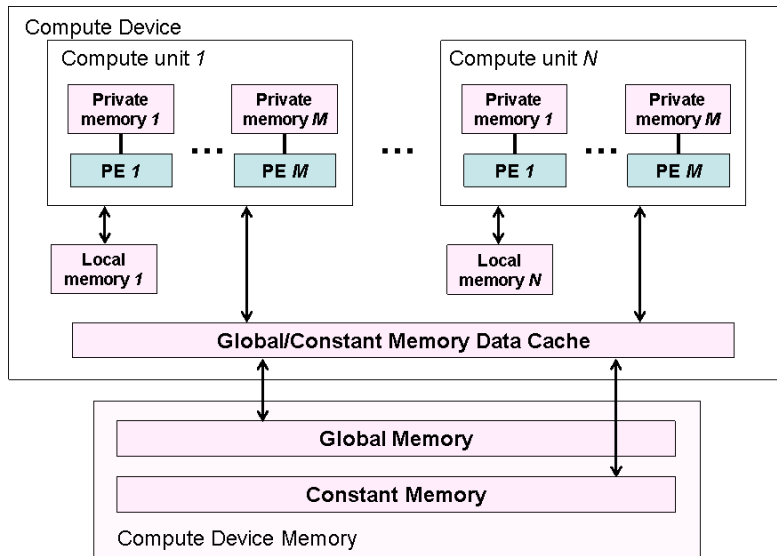 Compute Device
Compute unit 1
Compute unit N
Private
memory 1
Private
memory M
Private
memory 1
Private
memory M
...
...
...
PE 1
PE M
PE 1
PE M
Local
memory 1
Local
memory N
Global/Constant Memory Data Cache
Global Memory
Constant Memory
Compute Device Memory